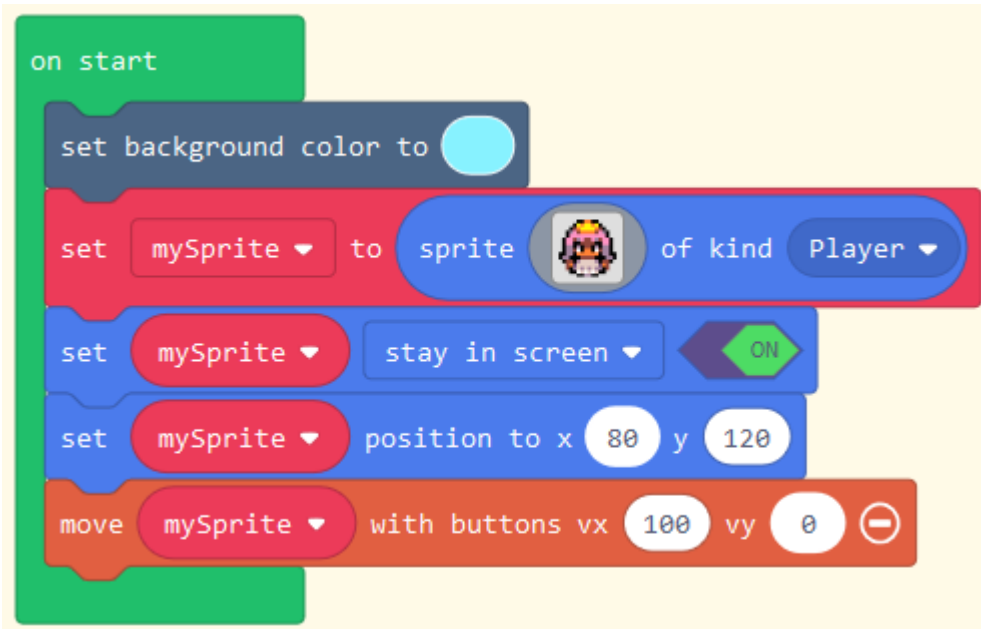 on start
set background color to
set mySprite to sprite of kind Player
set mySprite stay in screen ON
set mySprite position to x 80 y 120
move mySprite with buttons vx 100 vy 0